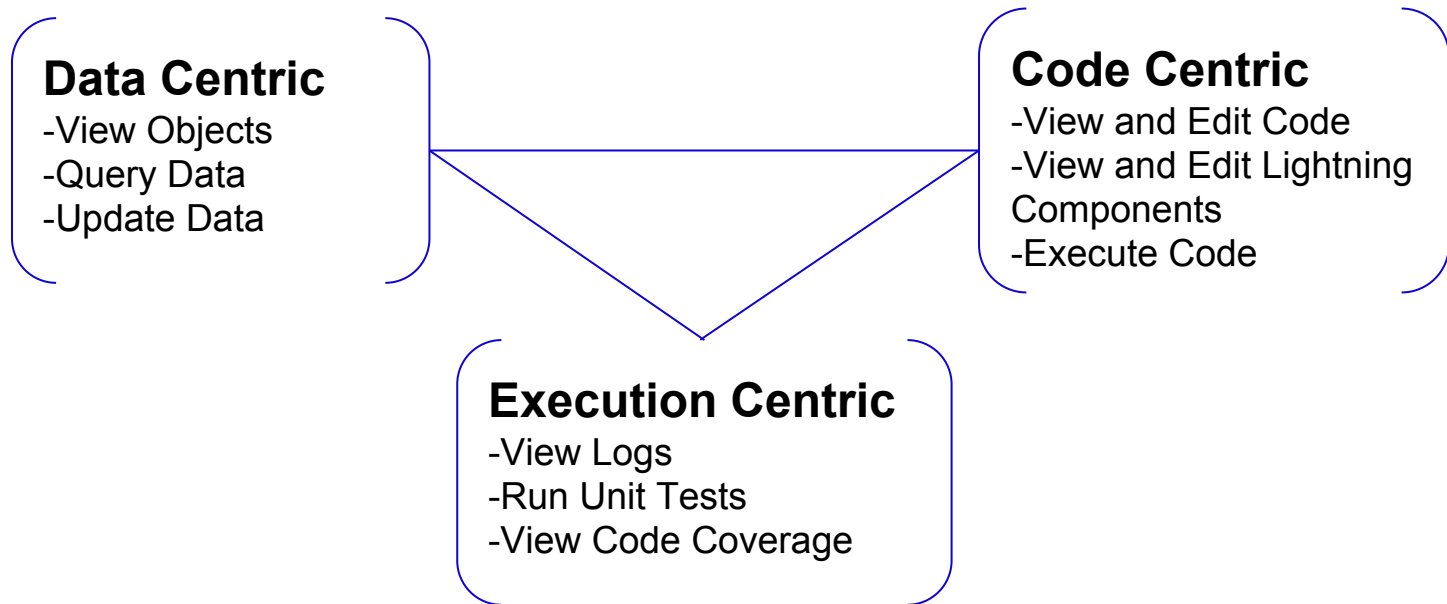 Data Centric
-View Objects
-Query Data
-Update Data
Code Centric
-View and Edit Code
-View and Edit Lightning
Components
-Execute Code
Execution Centric
-View Logs
-Run Unit Tests
-View Code Coverage